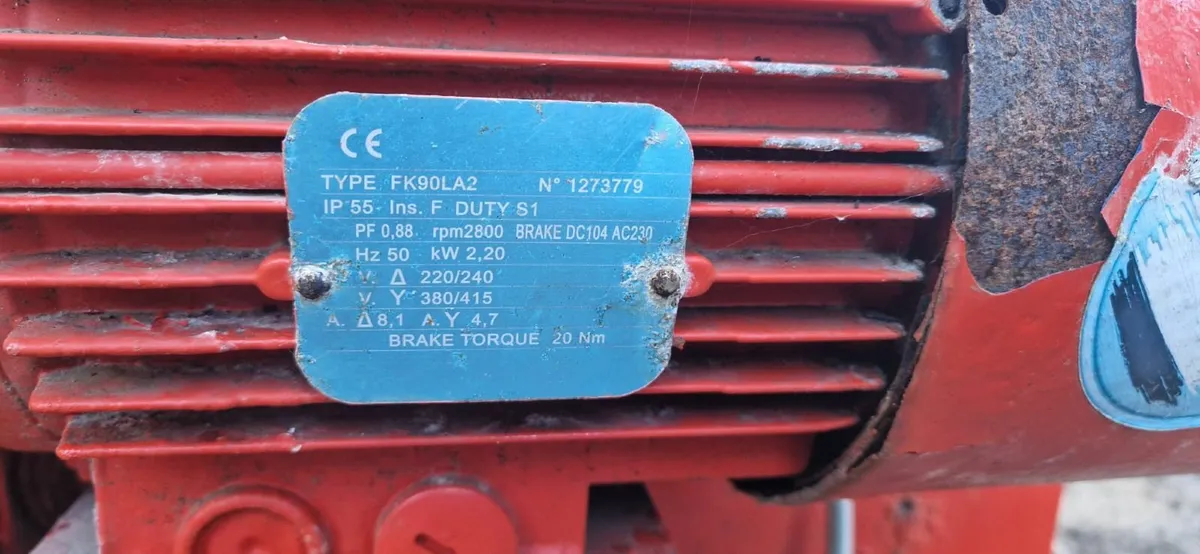 CE
TYPE FK90LA2 N° 1273779
IP 55 Ins. F DUTY S1
PF 0,88 rpm2800 BRAKE DC104 AC230
Hz 50 kW 2,20
V. Δ 220/240
V. Y 380/415
A. Δ8,1 A.Y 4,7
BRAKE TORQUE 20 Nm